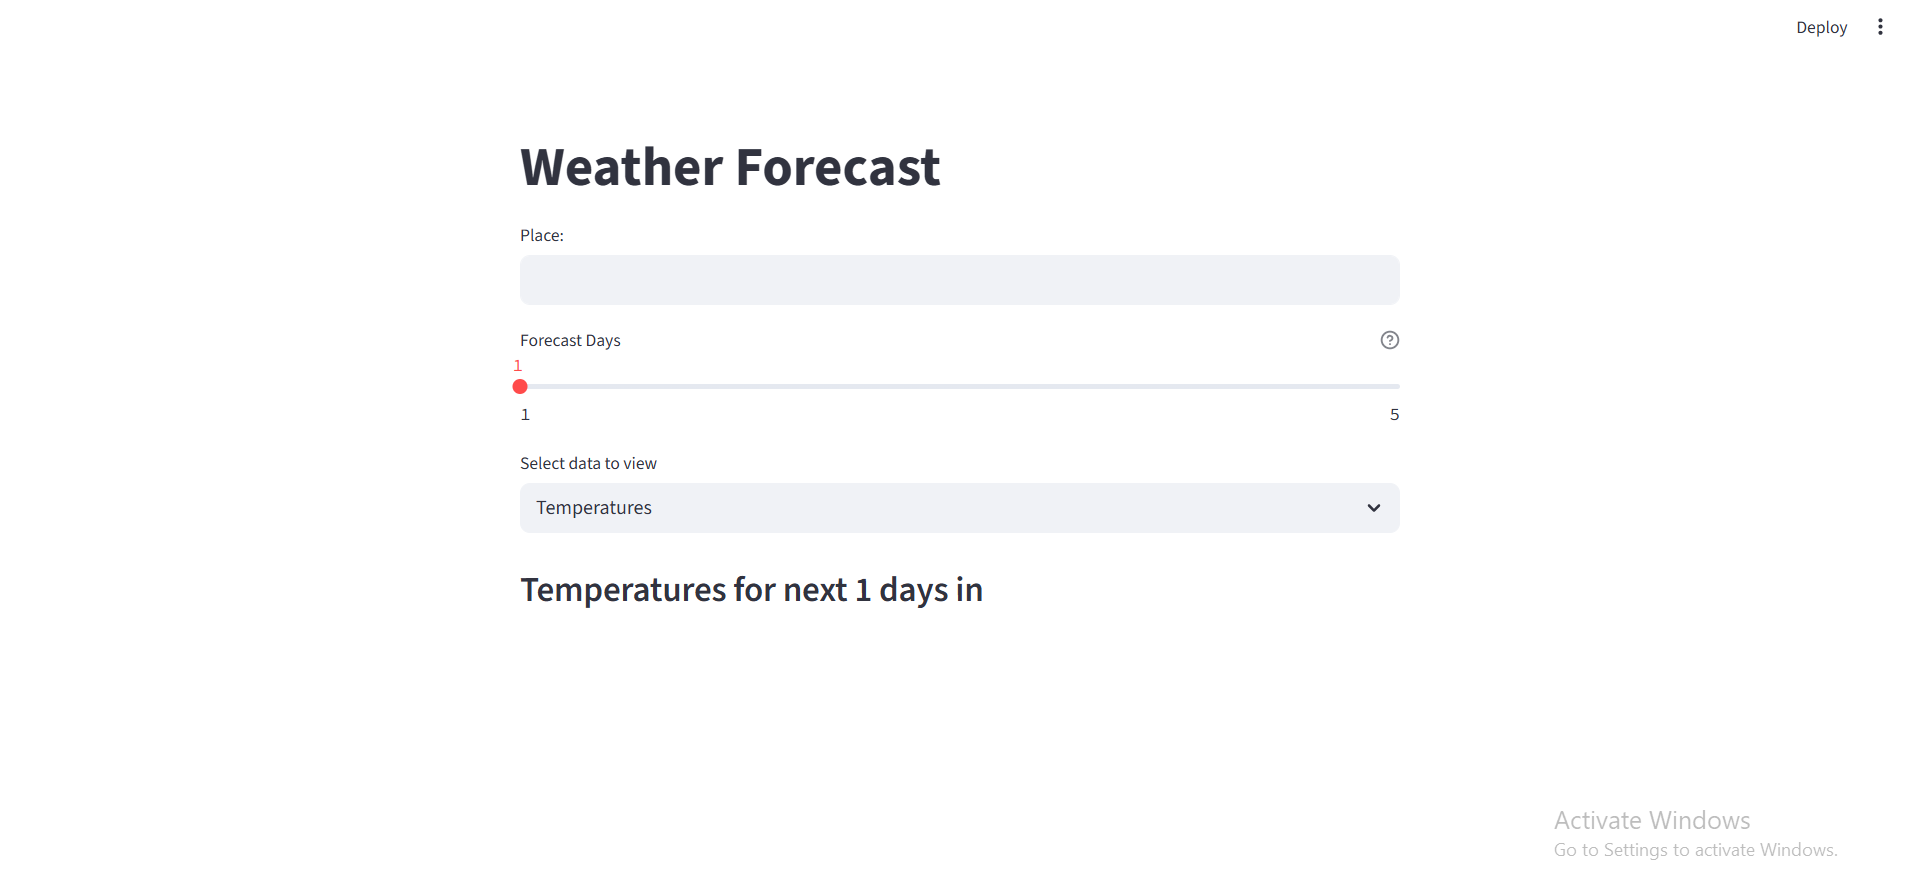 Deploy
Weather Forecast
Place:
Forecast Days
1
1 5
Select data to view
Temperatures
Temperatures for next 1 days in
Activate Windows
Go to Settings to activate Windows.